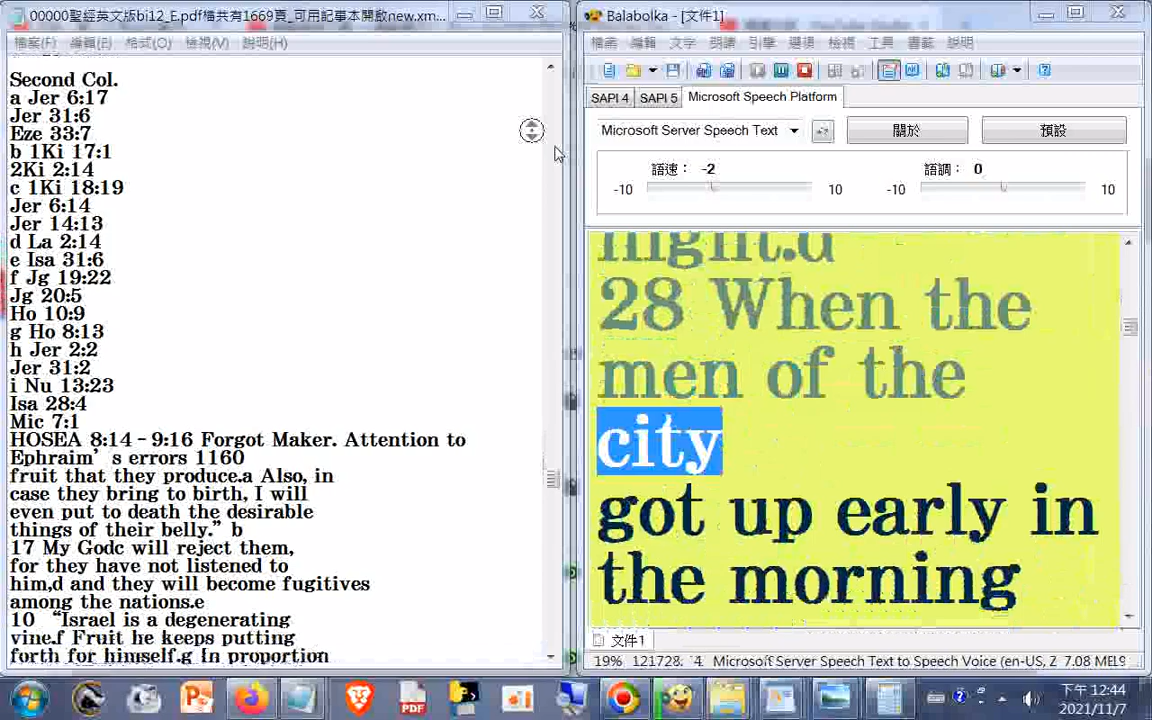 00000聖經英文版bi12_E.pdf檔共有1669頁_可用記事本開啟new.xm...
檔案(F) 編輯(E) 格式(O) 檢視(V) 說明(H)
Second Col.
a Jer 6:17
Jer 31:6
Eze 33:7
b 1Ki 17:1
2Ki 2:14
c 1Ki 18:19
Jer 6:14
Jer 14:13
d La 2:14
e Isa 31:6
f Jg 19:22
Jg 20:5
Ho 10:9
g Ho 8:13
h Jer 2:2
Jer 31:2
i Nu 13:23
Isa 28:4
Mic 7:1
HOSEA 8:14–9:16 Forgot Maker. Attention to
Ephraim’s errors 1160
fruit that they produce.a Also, in
case they bring to birth, I will
even put to death the desirable
things of their belly.” b
17 My Godc will reject them,
for they have not listened to
him,d and they will become fugitives
among the nations.e
10 “Israel is a degenerating
vine.f Fruit he keeps putting
forth for himself.g In proportion
Balabolka - [文件1]
檔案 編輯 文字 朗讀 引擎 選項 檢視 工具 書籤 說明
SAPI 4 SAPI 5 Microsoft Speech Platform
Microsoft Server Speech Text 關於 預設
語速： -2 語調： 0
-10 10 -10 10
night.d
28 When the
men of the
city
got up early in
the morning
文件1
19% Microsoft Server Speech Text to Speech Voice (en-US, Z 7.08 MB
PDF
下午 12:44
2021/11/7